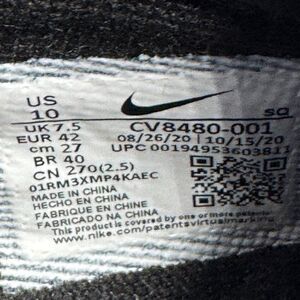 US
10
UK 7.5
EUR 42
cm 27
BR 40
CN 270(2.5)
01RM3XMP4KAEC
MADE IN CHINA
HECHO EN CHINA
FABRIQUE EN CHINE
FABRICADO NA CHINA
SQ
CV8480-001
08/26/20 10/15/20
UPC 00194953603811
This product is covered by one or more patents
www.nike.com/patentsvirtualmarking